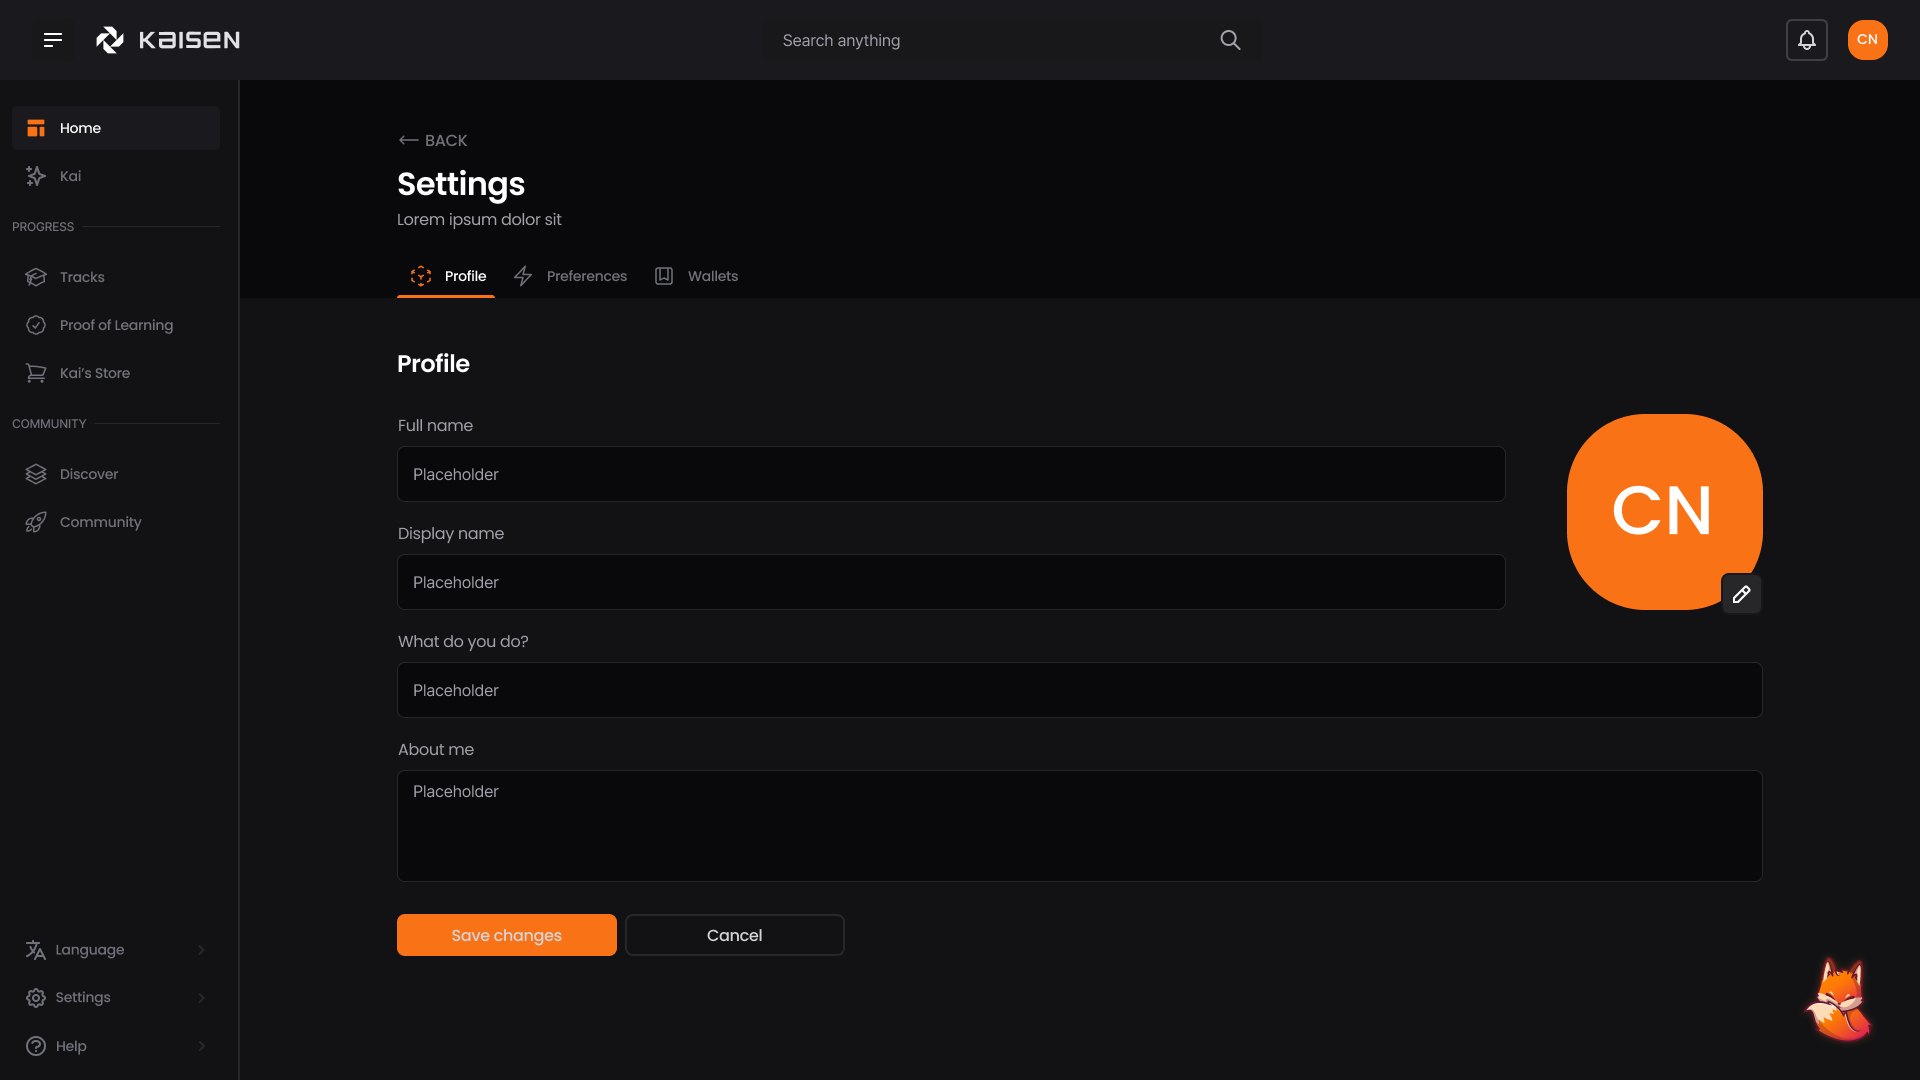 KAISEN
Search anything
CN
Home
Kai
PROGRESS
Tracks
Proof of Learning
Kai's Store
COMMUNITY
Discover
Community
Language
Settings
Help
BACK
Settings
Lorem ipsum dolor sit
Profile
Preferences
Wallets
Profile
Full name
Placeholder
Display name
Placeholder
CN
What do you do?
Placeholder
About me
Placeholder
Save changes
Cancel